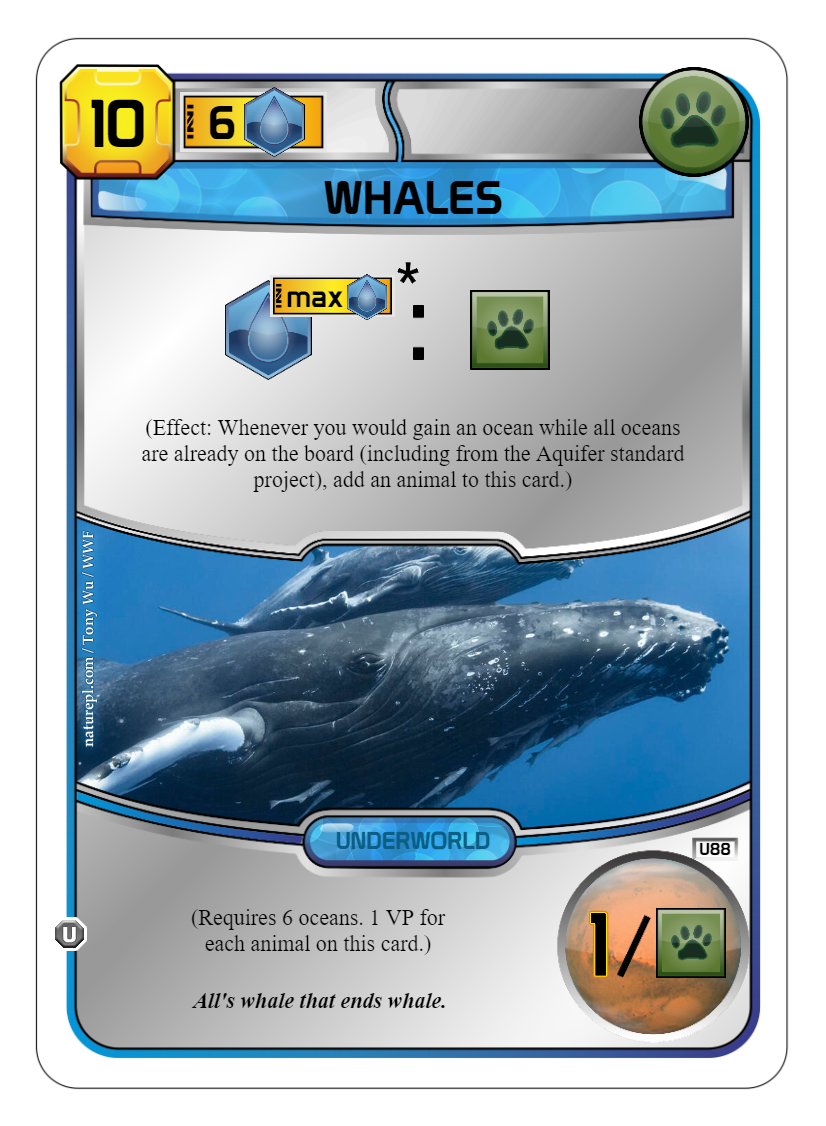 10
6
WHALES
max *
:
(Effect: Whenever you would gain an ocean while all oceans
are already on the board (including from the Aquifer standard
project), add an animal to this card.)
naturepl.com / Tony Wu / WWF
UNDERWORLD
U88
(Requires 6 oceans. 1 VP for
each animal on this card.)
1/
U
All's whale that ends whale.